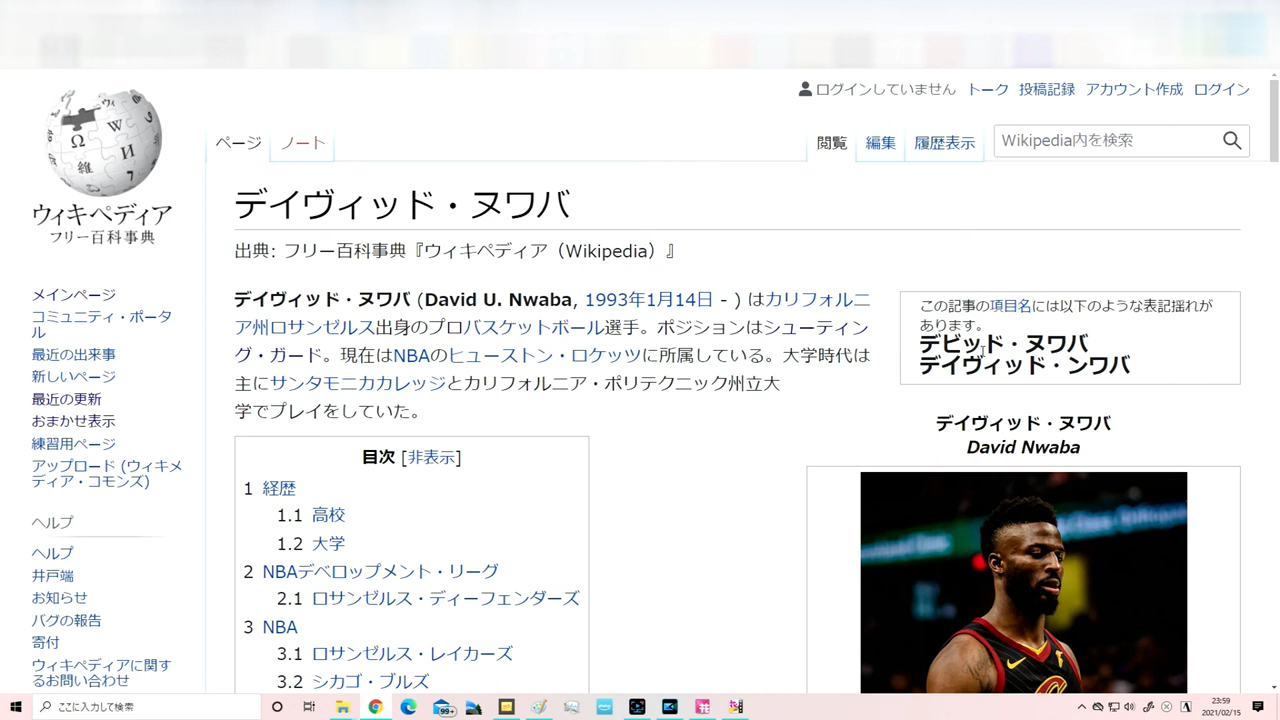 ログインしていません トーク 投稿記録 アカウント作成 ログイン
ページ ノート 閲覧 編集 履歴表示 Wikipedia内を検索
ウィキペディア
フリー百科事典
メインページ
コミュニティ・ポータ
ル
最近の出来事
新しいページ
最近の更新
おまかせ表示
練習用ページ
アップロード (ウィキメ
ディア・コモンズ)
ヘルプ
ヘルプ
井戸端
お知らせ
バグの報告
寄付
ウィキペディアに関す
るお問い合わせ
デイヴィッド・ヌワバ
出典: フリー百科事典『ウィキペディア（Wikipedia）』
デイヴィッド・ヌワバ (David U. Nwaba, 1993年1月14日 - ) はカリフォルニ
ア州ロサンゼルス出身のプロバスケットボール選手。ポジションはシューティン
グ・ガード。現在はNBAのヒューストン・ロケッツに所属している。大学時代は
主にサンタモニカカレッジとカリフォルニア・ポリテクニック州立大
学でプレイをしていた。
目次 [非表示]
1 経歴
1.1 高校
1.2 大学
2 NBAデベロップメント・リーグ
2.1 ロサンゼルス・ディーフェンダーズ
3 NBA
3.1 ロサンゼルス・レイカーズ
3.2 シカゴ・ブルズ
この記事の項目名には以下のような表記揺れが
あります。
デビッド・ヌワバ
デイヴィッド・ンワバ
デイヴィッド・ヌワバ
David Nwaba
ここに入力して検索
99+
A
23:59
2021/02/15